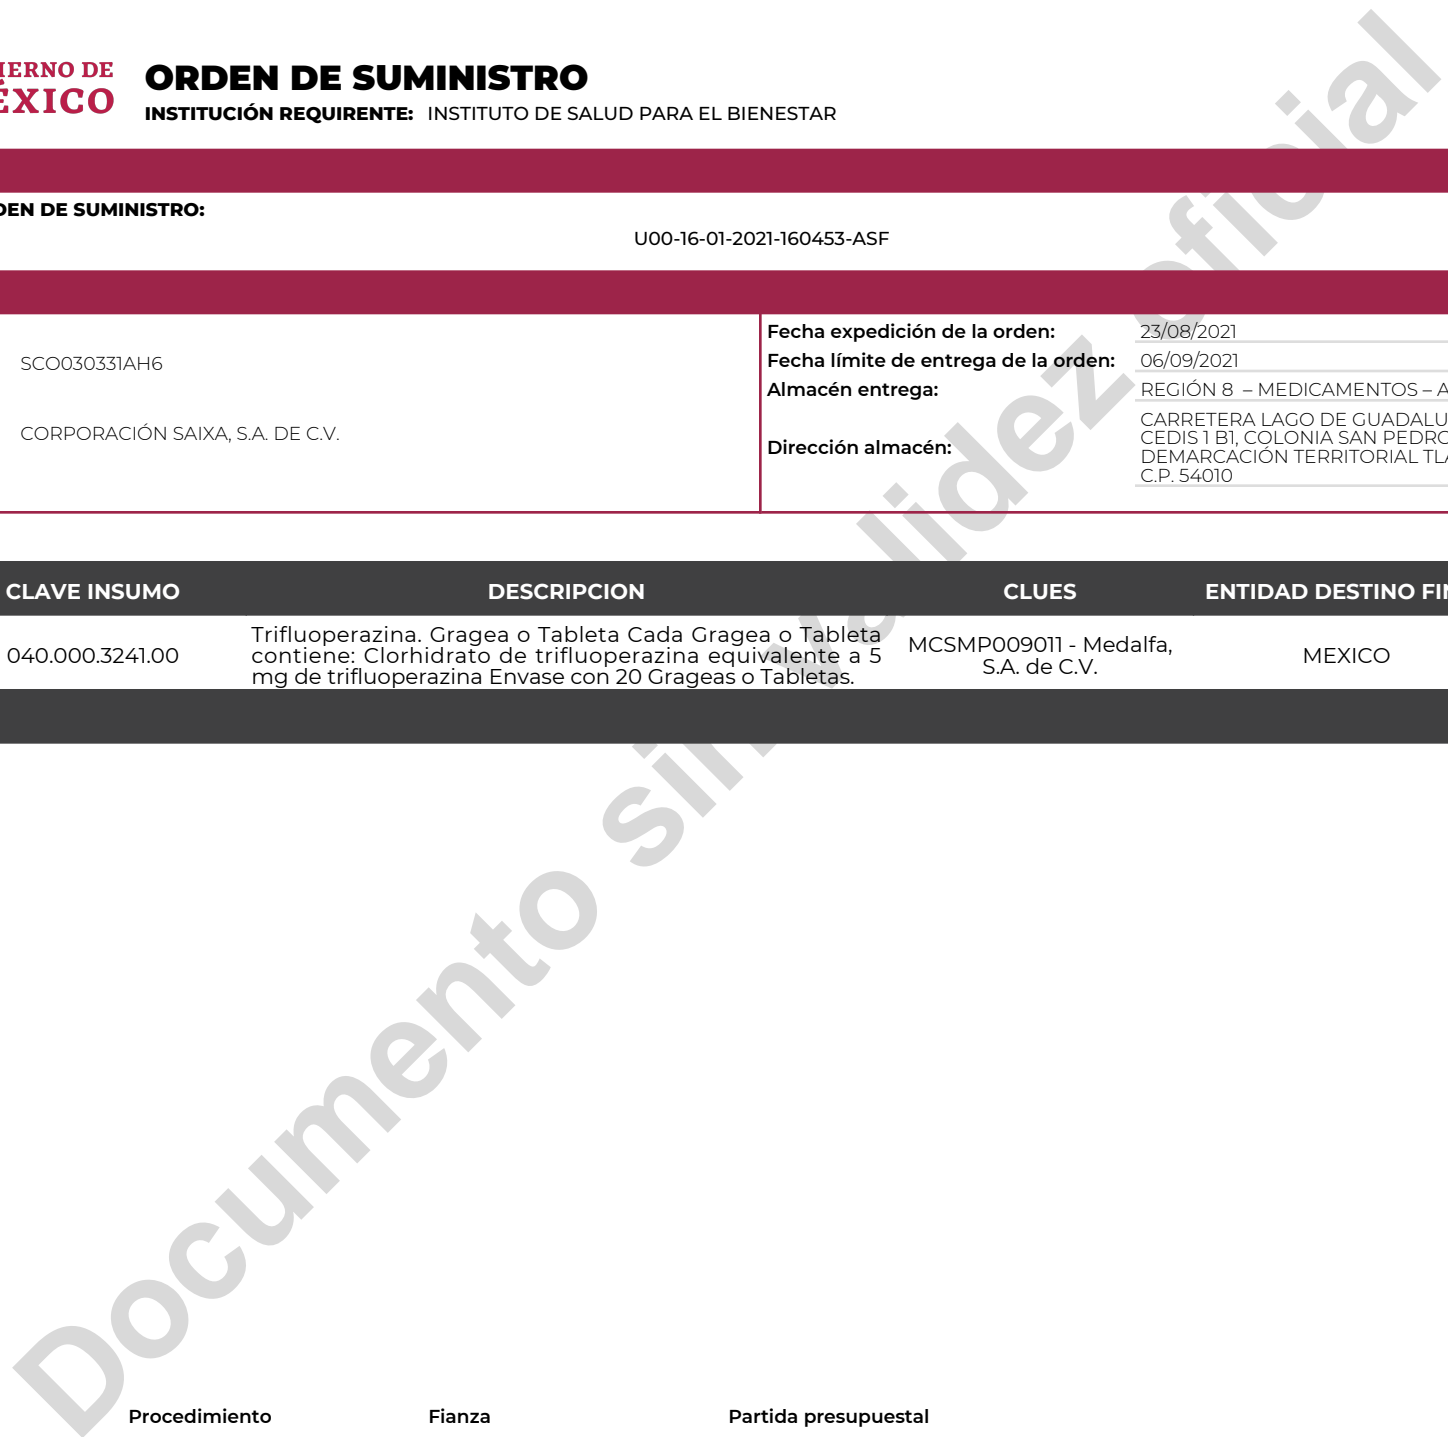 IERNO DE
ÉXICO
ORDEN DE SUMINISTRO
INSTITUCIÓN REQUIRENTE: INSTITUTO DE SALUD PARA EL BIENESTAR
DEN DE SUMINISTRO:
U00-16-01-2021-160453-ASF
SCO030331AH6
CORPORACIÓN SAIXA, S.A. DE C.V.
Fecha expedición de la orden: 23/08/2021
Fecha límite de entrega de la orden: 06/09/2021
Almacén entrega: REGIÓN 8 – MEDICAMENTOS – A
Dirección almacén:
CARRETERA LAGO DE GUADALU
CEDIS 1 B1, COLONIA SAN PEDRO
DEMARCACIÓN TERRITORIAL TLA
C.P. 54010
CLAVE INSUMO DESCRIPCION CLUES ENTIDAD DESTINO FIN
040.000.3241.00
Trifluoperazina. Gragea o Tableta Cada Gragea o Tableta
contiene: Clorhidrato de trifluoperazina equivalente a 5
mg de trifluoperazina Envase con 20 Grageas o Tabletas.
MCSMP009011 - Medalfa,
S.A. de C.V.
MEXICO
Documento sin validez oficial
Procedimiento Fianza Partida presupuestal